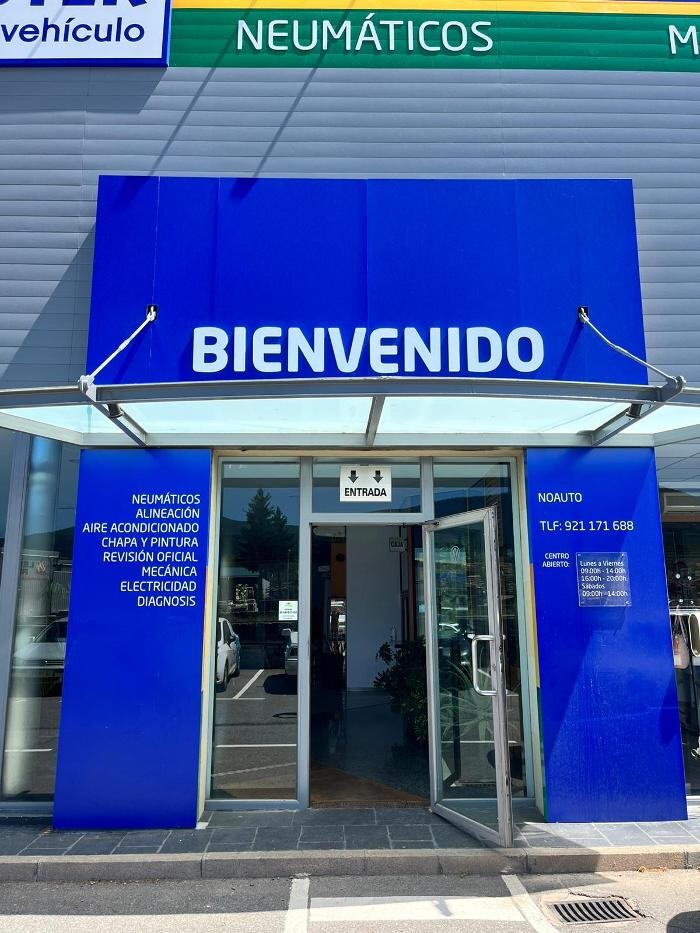 vehículo
NEUMÁTICOS
BIENVENIDO
ENTRADA
CAJA
NEUMÁTICOS
ALINEACIÓN
AIRE ACONDICIONADO
CHAPA Y PINTURA
REVISIÓN OFICIAL
MECÁNICA
ELECTRICIDAD
DIAGNOSIS
NOAUTO
TLF: 921 171 688
CENTRO
ABIERTO:
Lunes a Viernes
09:00h - 14:00h
16:00h - 20:00h
Sábados
09:00h - 14:00h